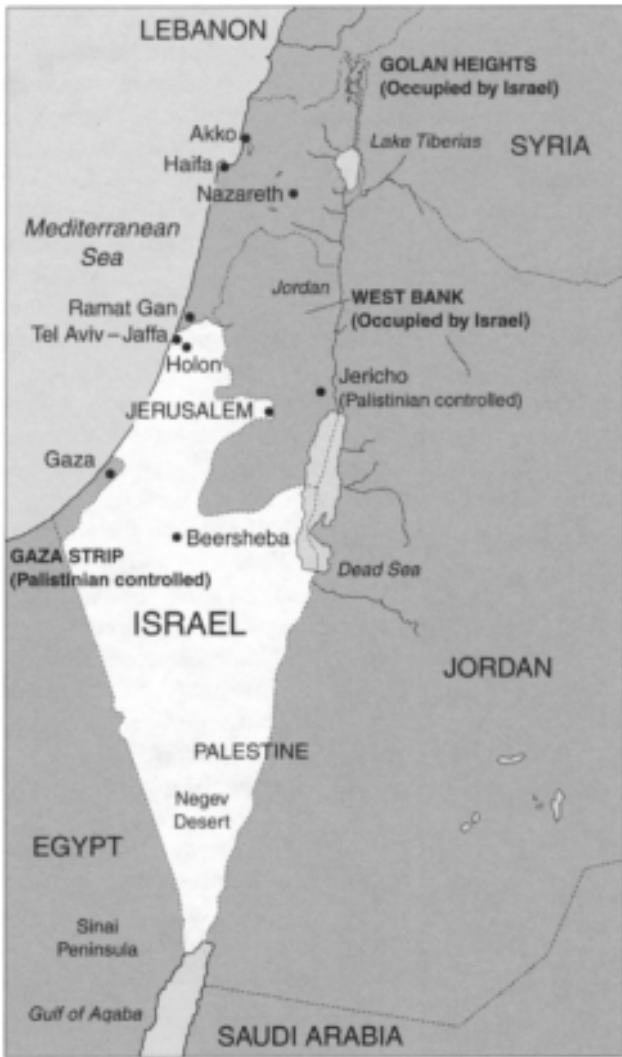 LEBANON
GOLAN HEIGHTS
(Occupied by Israel)
Akko
Lake Tiberias
SYRIA
Haifa
Nazareth
Mediterranean
Sea
Jordan
WEST BANK
(Occupied by Israel)
Ramat Gan
Tel Aviv – Jaffa
Holon
Jericho
(Palistinian controlled)
JERUSALEM
Gaza
Beersheba
GAZA STRIP
(Palistinian controlled)
Dead Sea
ISRAEL
JORDAN
PALESTINE
Negev
Desert
EGYPT
Sinai
Peninsula
Gulf of Aqaba
SAUDI ARABIA